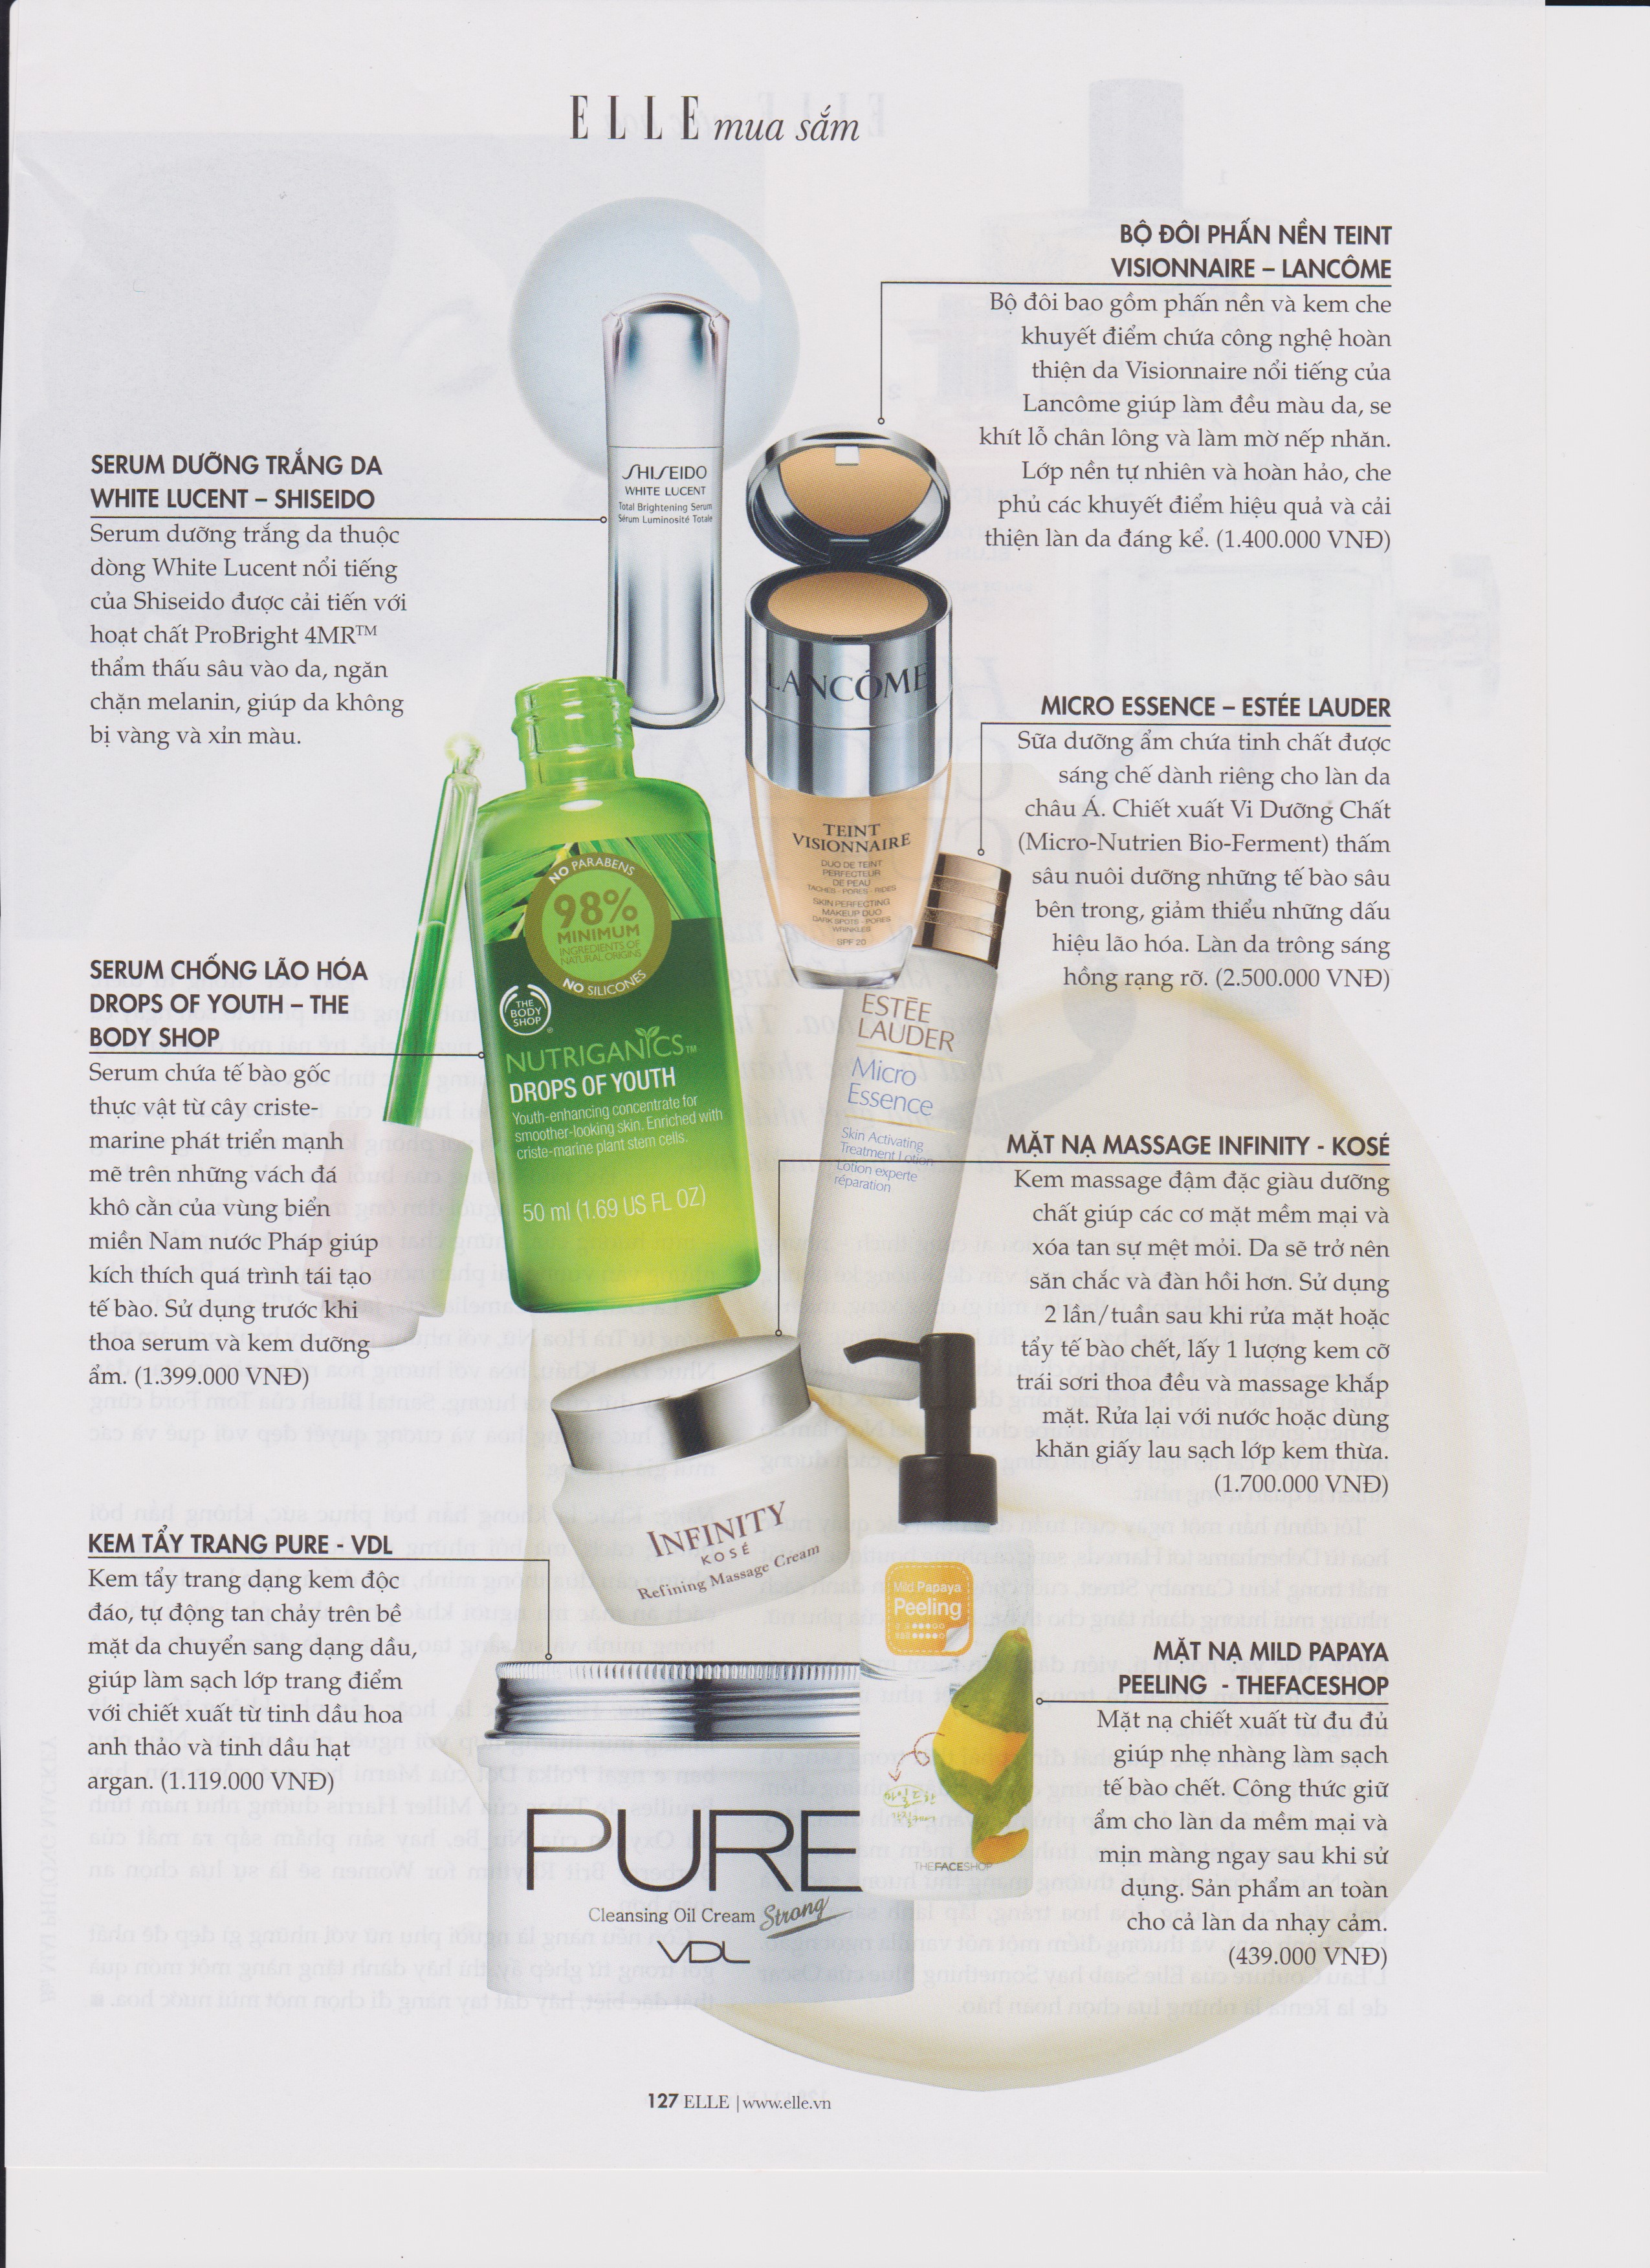 ELLE mua sắm
BỘ ĐÔI PHẤN NỀN TEINT
VISIONNAIRE – LANCÔME
Bộ đôi bao gồm phấn nền và kem che
khuyết điểm chứa công nghệ hoàn
thiện da Visionnaire nổi tiếng của
Lancôme giúp làm đều màu da, se
khít lỗ chân lông và làm mờ nếp nhăn.
Lớp nền tự nhiên và hoàn hảo, che
phủ các khuyết điểm hiệu quả và cải
thiện làn da đáng kể. (1.400.000 VNĐ)
SERUM DƯỠNG TRẮNG DA
WHITE LUCENT – SHISEIDO
Serum dưỡng trắng da thuộc
dòng White Lucent nổi tiếng
của Shiseido được cải tiến với
hoạt chất ProBright 4MR™
thẩm thấu sâu vào da, ngăn
chặn melanin, giúp da không
bị vàng và xỉn màu.
SHISEIDO
WHITE LUCENT
Total Brightening Serum
Sérum Luminosité Totale
LANCÔME
TEINT
VISIONNAIRE
DUO DE TEINT
PERFECTEUR
DE PEAU
TACHES - PORES - RIDES
SKIN PERFECTING
MAKEUP DUO
DARK SPOTS - PORES
WRINKLES
SPF 20
MICRO ESSENCE – ESTÉE LAUDER
Sữa dưỡng ẩm chứa tinh chất được
sáng chế dành riêng cho làn da
châu Á. Chiết xuất Vi Dưỡng Chất
(Micro-Nutrien Bio-Ferment) thấm
sâu nuôi dưỡng những tế bào sâu
bên trong, giảm thiểu những dấu
hiệu lão hóa. Làn da trông sáng
hồng rạng rỡ. (2.500.000 VNĐ)
NO PARABENS
98%
MINIMUM
INGREDIENTS OF
NATURAL ORIGINS
NO SILICONES
THE
BODY
SHOP
NUTRIGANICS™
DROPS OF YOUTH
Youth-enhancing concentrate for
smoother-looking skin. Enriched with
criste-marine plant stem cells.
50 ml (1.69 US FL OZ)
ESTĒE
LAUDER
Micro
Essence
Skin Activating
Treatment Lotion
Lotion experte
réparation
SERUM CHỐNG LÃO HÓA
DROPS OF YOUTH – THE
BODY SHOP
Serum chứa tế bào gốc
thực vật từ cây criste-
marine phát triển mạnh
mẽ trên những vách đá
khô cằn của vùng biển
miền Nam nước Pháp giúp
kích thích quá trình tái tạo
tế bào. Sử dụng trước khi
thoa serum và kem dưỡng
ẩm. (1.399.000 VNĐ)
MẶT NẠ MASSAGE INFINITY - KOSÉ
Kem massage đậm đặc giàu dưỡng
chất giúp các cơ mặt mềm mại và
xóa tan sự mệt mỏi. Da sẽ trở nên
săn chắc và đàn hồi hơn. Sử dụng
2 lần/tuần sau khi rửa mặt hoặc
tẩy tế bào chết, lấy 1 lượng kem cỡ
trái sơri thoa đều và massage khắp
mặt. Rửa lại với nước hoặc dùng
khăn giấy lau sạch lớp kem thừa.
(1.700.000 VNĐ)
INFINITY
KOSÉ
Refining Massage Cream
KEM TẨY TRANG PURE - VDL
Kem tẩy trang dạng kem độc
đáo, tự động tan chảy trên bề
mặt da chuyển sang dạng dầu,
giúp làm sạch lớp trang điểm
với chiết xuất từ tinh dầu hoa
anh thảo và tinh dầu hạt
argan. (1.119.000 VNĐ)
Mild Papaya
Peeling
THEFACESHOP
MẶT NẠ MILD PAPAYA
PEELING - THEFACESHOP
Mặt nạ chiết xuất từ đu đủ
giúp nhẹ nhàng làm sạch
tế bào chết. Công thức giữ
ẩm cho làn da mềm mại và
mịn màng ngay sau khi sử
dụng. Sản phẩm an toàn
cho cả làn da nhạy cảm.
(439.000 VNĐ)
PURE
Cleansing Oil Cream Strong
VDL
127 ELLE | www.elle.vn